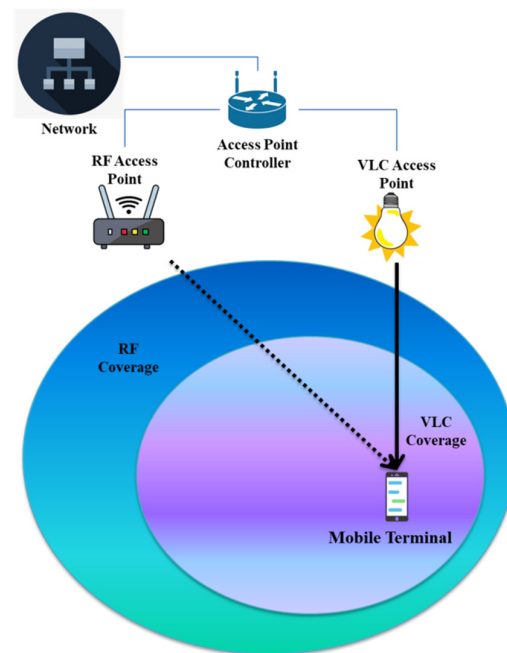 Network
Access Point
Controller
RF Access
Point
VLC Access
Point
RF
Coverage
VLC
Coverage
Mobile Terminal